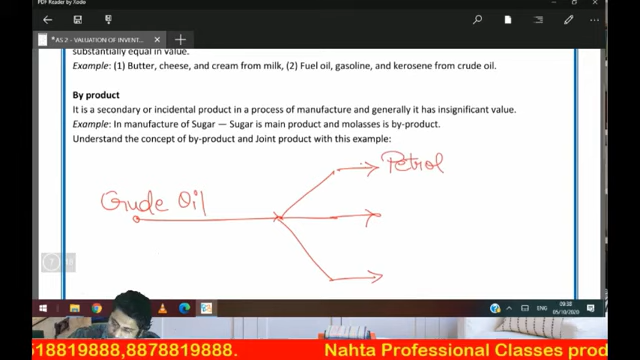 PDF Reader by Xodo
*AS 2 - VALUATION OF INVENT
substantially equal in value.
Example: (1) Butter, cheese, and cream from milk, (2) Fuel oil, gasoline, and kerosene from crude oil.
By product
It is a secondary or incidental product in a process of manufacture and generally it has insignificant value.
Example: In manufacture of Sugar — Sugar is main product and molasses is by-product.
Understand the concept of by-product and Joint product with this example:
Petrol
Crude Oil
ENG
09:38
05/10/2020
818819888,8878819888.
Nahta Professional Classes prod